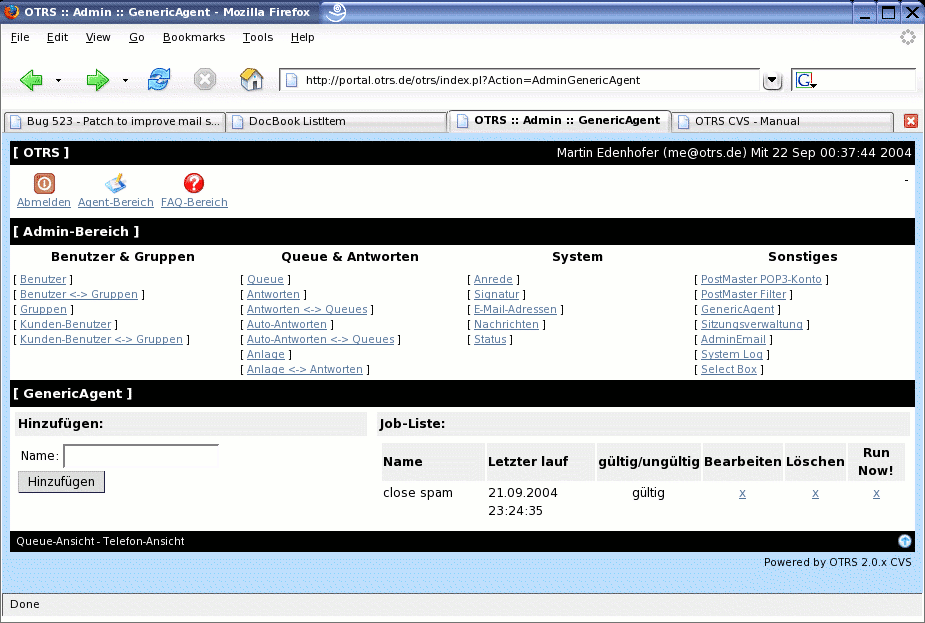 OTRS :: Admin :: GenericAgent - Mozilla Firefox
File Edit View Go Bookmarks Tools Help
http://portal.otrs.de/otrs/index.pl?Action=AdminGenericAgent
G
Bug 523 - Patch to improve mail s... DocBook ListItem OTRS :: Admin :: GenericAgent OTRS CVS - Manual
[ OTRS ] Martin Edenhofer (me@otrs.de) Mit 22 Sep 00:37:44 2004
Abmelden Agent-Bereich FAQ-Bereich -
[ Admin-Bereich ]
Benutzer & Gruppen Queue & Antworten System Sonstiges
[ Benutzer ] [ Queue ] [ Anrede ] [ PostMaster POP3-Konto ]
[ Benutzer <-> Gruppen ] [ Antworten ] [ Signatur ] [ PostMaster Filter ]
[ Gruppen ] [ Antworten <-> Queues ] [ E-Mail-Adressen ] [ GenericAgent ]
[ Kunden-Benutzer ] [ Auto-Antworten ] [ Nachrichten ] [ Sitzungsverwaltung ]
[ Kunden-Benutzer <-> Gruppen ] [ Auto-Antworten <-> Queues ] [ Status ] [ AdminEmail ]
[ Anlage ] [ System Log ]
[ Anlage <-> Antworten ] [ Select Box ]
[ GenericAgent ]
Hinzufügen:
Name:
Hinzufügen
Job-Liste:
Name Letzter lauf gültig/ungültig Bearbeiten Löschen Run
Now!
close spam 21.09.2004 gültig x x x
23:24:35
Queue-Ansicht - Telefon-Ansicht
Powered by OTRS 2.0.x CVS
Done